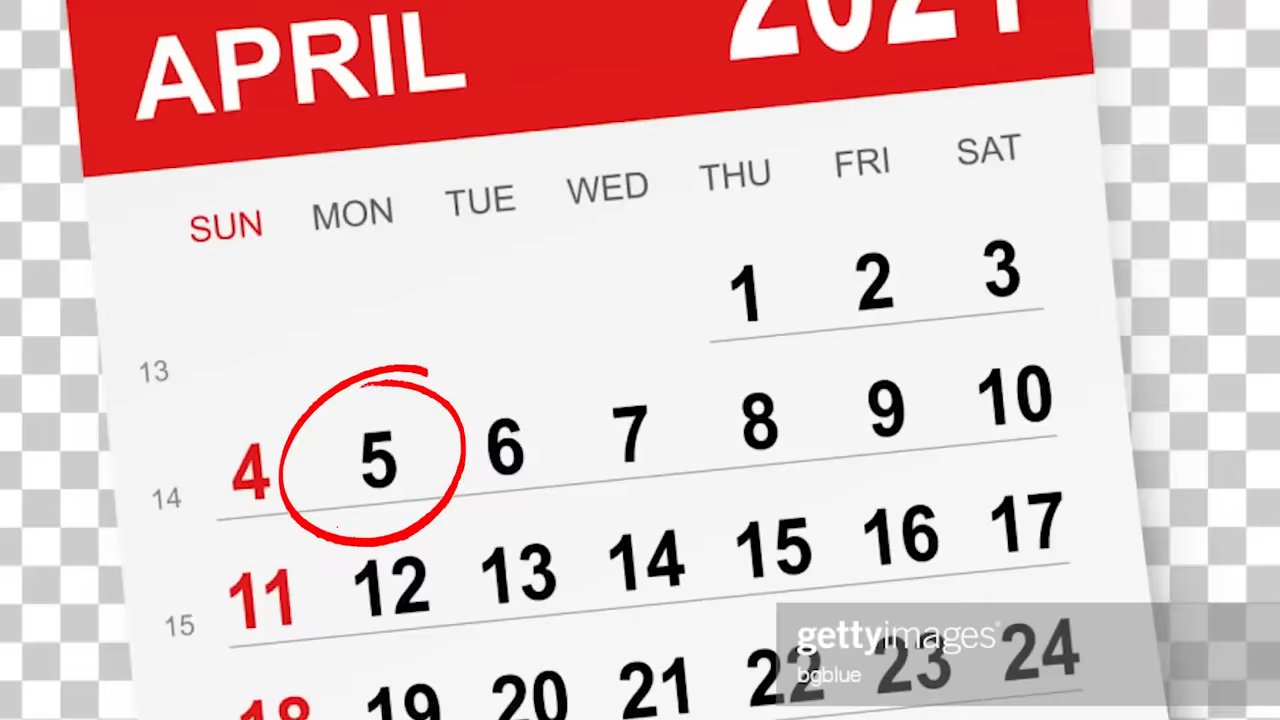 APRIL 2021
SUN MON TUE WED THU FRI SAT
1 2 3
13
4 5 6 7 8 9 10
14
11 12 13 14 15 16 17
15
18 19 20 21 22 23 24
gettyimages®
bgblue